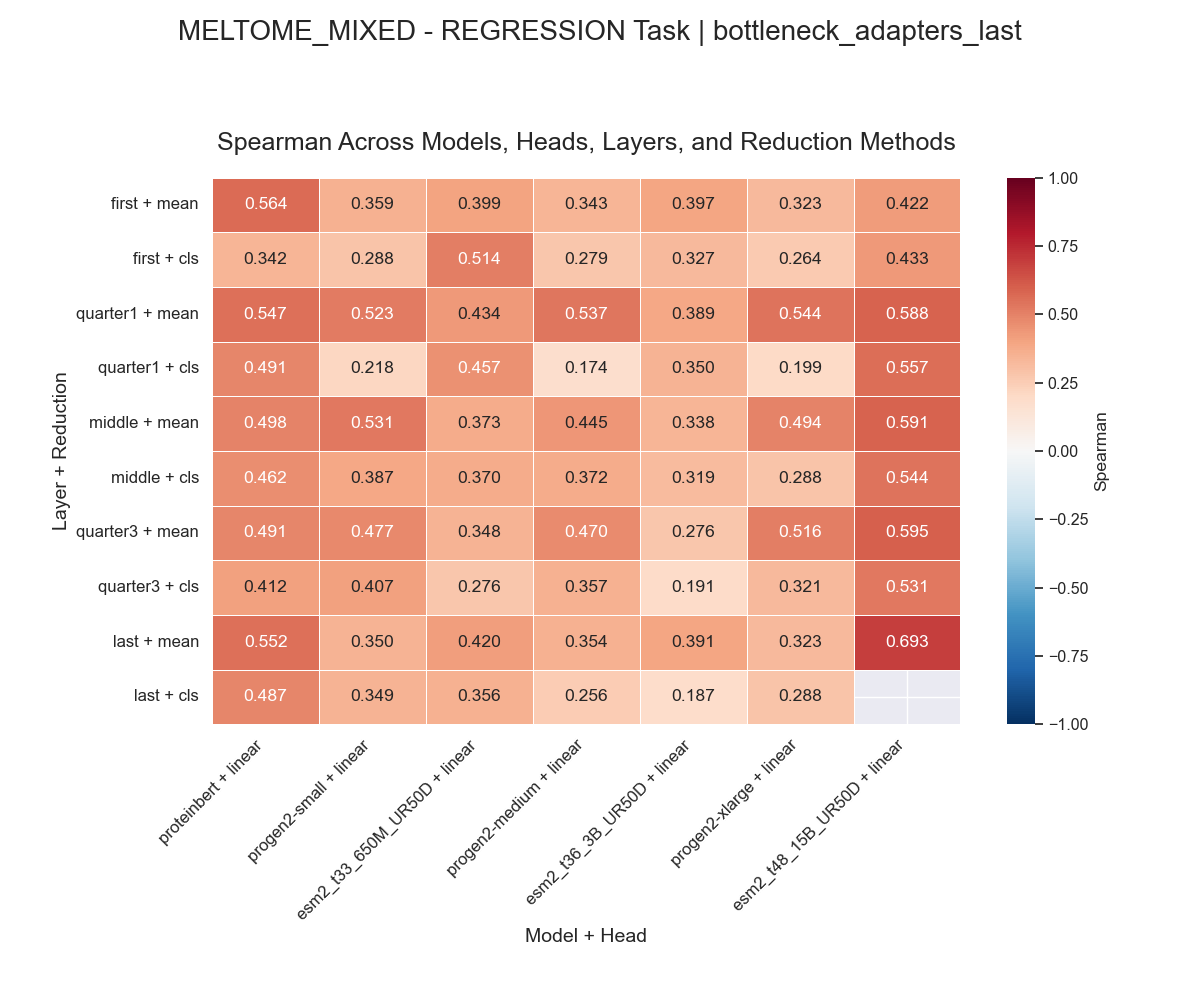 MELTOME_MIXED - REGRESSION Task | bottleneck_adapters_last
Spearman Across Models, Heads, Layers, and Reduction Methods
Layer + Reduction
first + mean 0.564 0.359 0.399 0.343 0.397 0.323 0.422
first + cls 0.342 0.288 0.514 0.279 0.327 0.264 0.433
quarter1 + mean 0.547 0.523 0.434 0.537 0.389 0.544 0.588
quarter1 + cls 0.491 0.218 0.457 0.174 0.350 0.199 0.557
middle + mean 0.498 0.531 0.373 0.445 0.338 0.494 0.591
middle + cls 0.462 0.387 0.370 0.372 0.319 0.288 0.544
quarter3 + mean 0.491 0.477 0.348 0.470 0.276 0.516 0.595
quarter3 + cls 0.412 0.407 0.276 0.357 0.191 0.321 0.531
last + mean 0.552 0.350 0.420 0.354 0.391 0.323 0.693
last + cls 0.487 0.349 0.356 0.256 0.187 0.288
proteinbert + linear
progen2-small + linear
esm2_t33_650M_UR50D + linear
progen2-medium + linear
esm2_t36_3B_UR50D + linear
progen2-xlarge + linear
esm2_t48_15B_UR50D + linear
Model + Head
1.00
0.75
0.50
0.25
0.00
−0.25
−0.50
−0.75
−1.00
Spearman